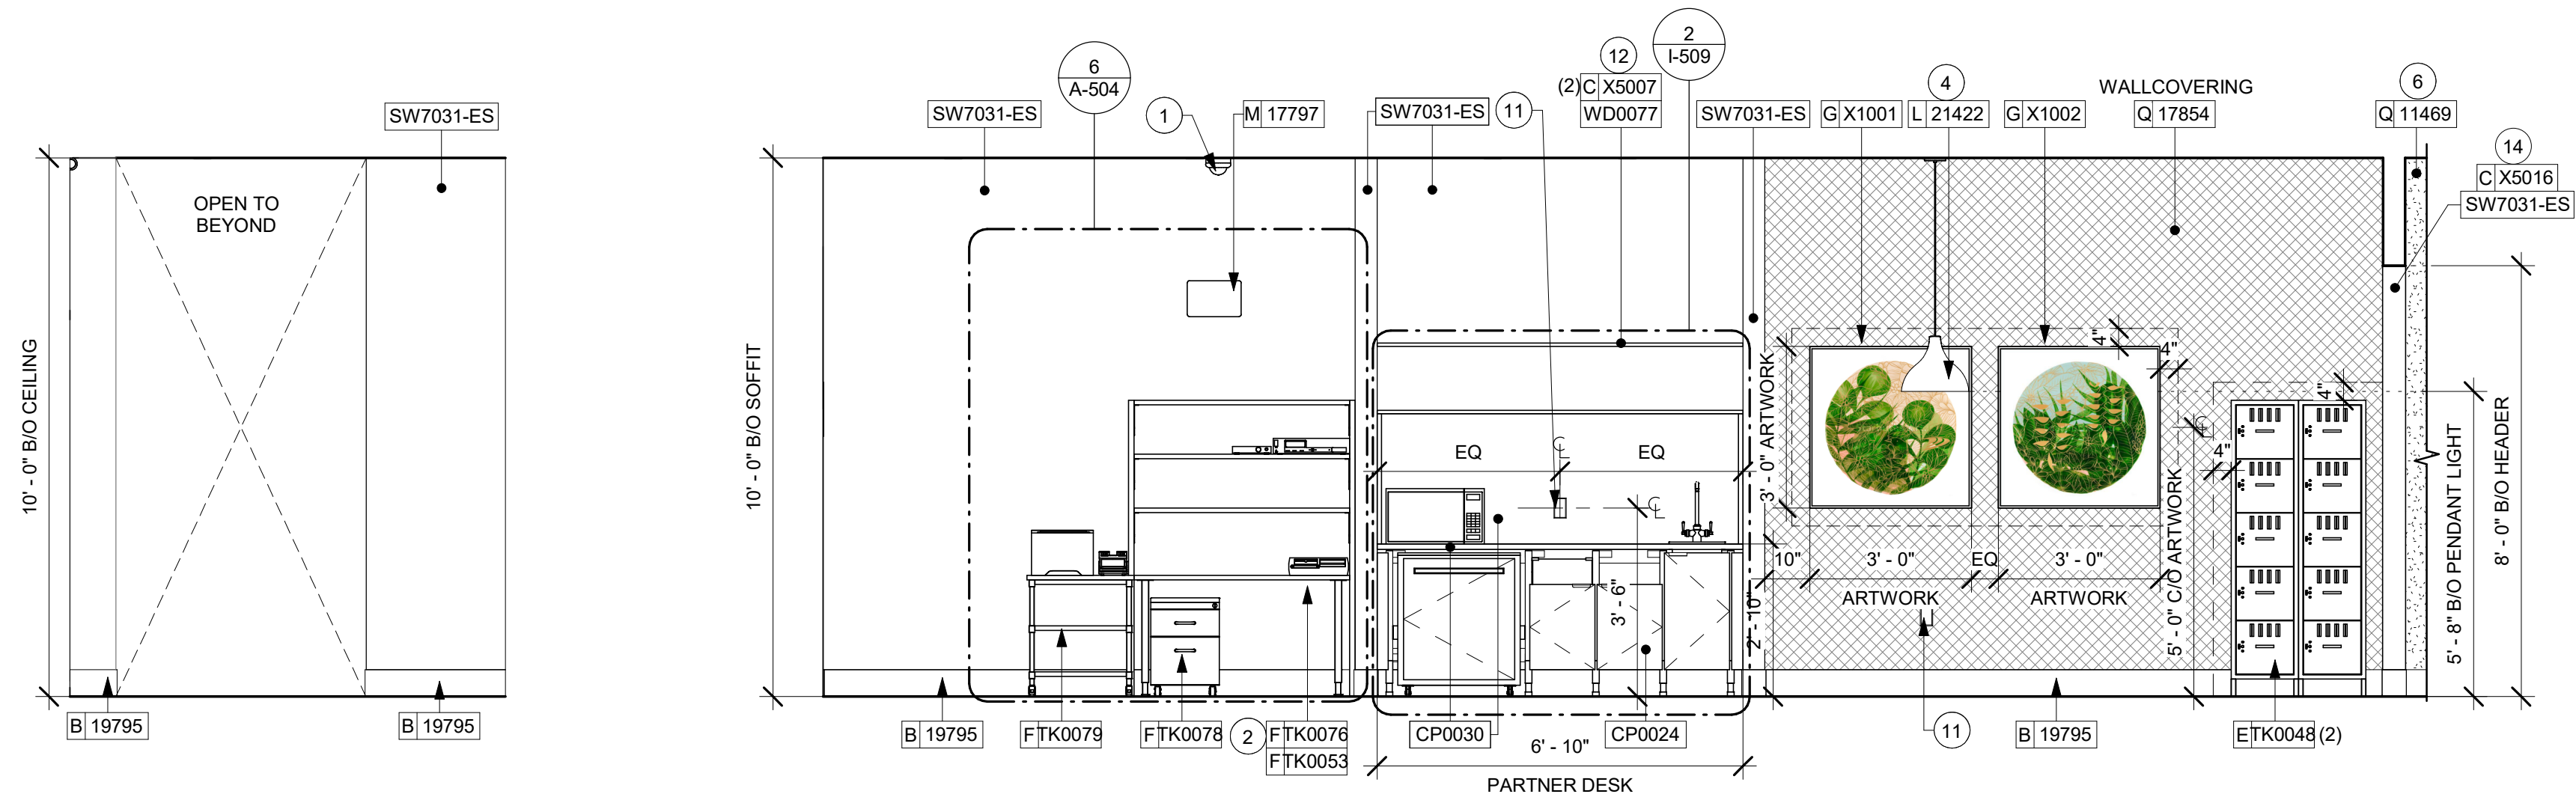 SW7031-ES
OPEN TO
BEYOND
10' - 0" B/O CEILING
B 19795
B 19795
6
A-504
SW7031-ES
1
M 17797
SW7031-ES
11
12
(2) C X5007
WD0077
2
I-509
SW7031-ES
G X1001
4
L 21422
G X1002
WALLCOVERING
Q 17854
6
Q 11469
14
C X5016
SW7031-ES
10' - 0" B/O SOFFIT
EQ
EQ
3' - 0" ARTWORK
4"
4"
4"
4"
10"
3' - 0"
EQ
3' - 0"
ARTWORK
ARTWORK
3' - 6"
2' - 10"
5' - 0" C/O ARTWORK
5' - 8" B/O PENDANT LIGHT
8' - 0" B/O HEADER
B 19795
F TK0079
F TK0078
2
F TK0076
F TK0053
CP0030
6' - 10"
PARTNER DESK
CP0024
11
B 19795
E TK0048 (2)